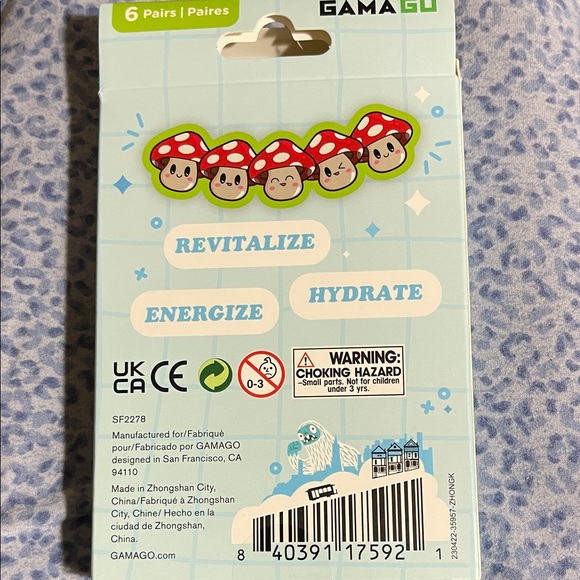 6 Pairs | Paires
GAMAGO
REVITALIZE
ENERGIZE
HYDRATE
UK
CA CE
0-3
WARNING:
CHOKING HAZARD
–Small parts. Not for children
under 3 yrs.
SF2278
Manufactured for/Fabriqué
pour/Fabricado por GAMAGO
designed in San Francisco, CA
94110
Made in Zhongshan City,
China/Fabriqué à Zhongshan
City, Chine/ Hecho en la
ciudad de Zhongshan,
China.
GAMAGO.com
8 40391 17592 1
230422-35957-ZHONGK